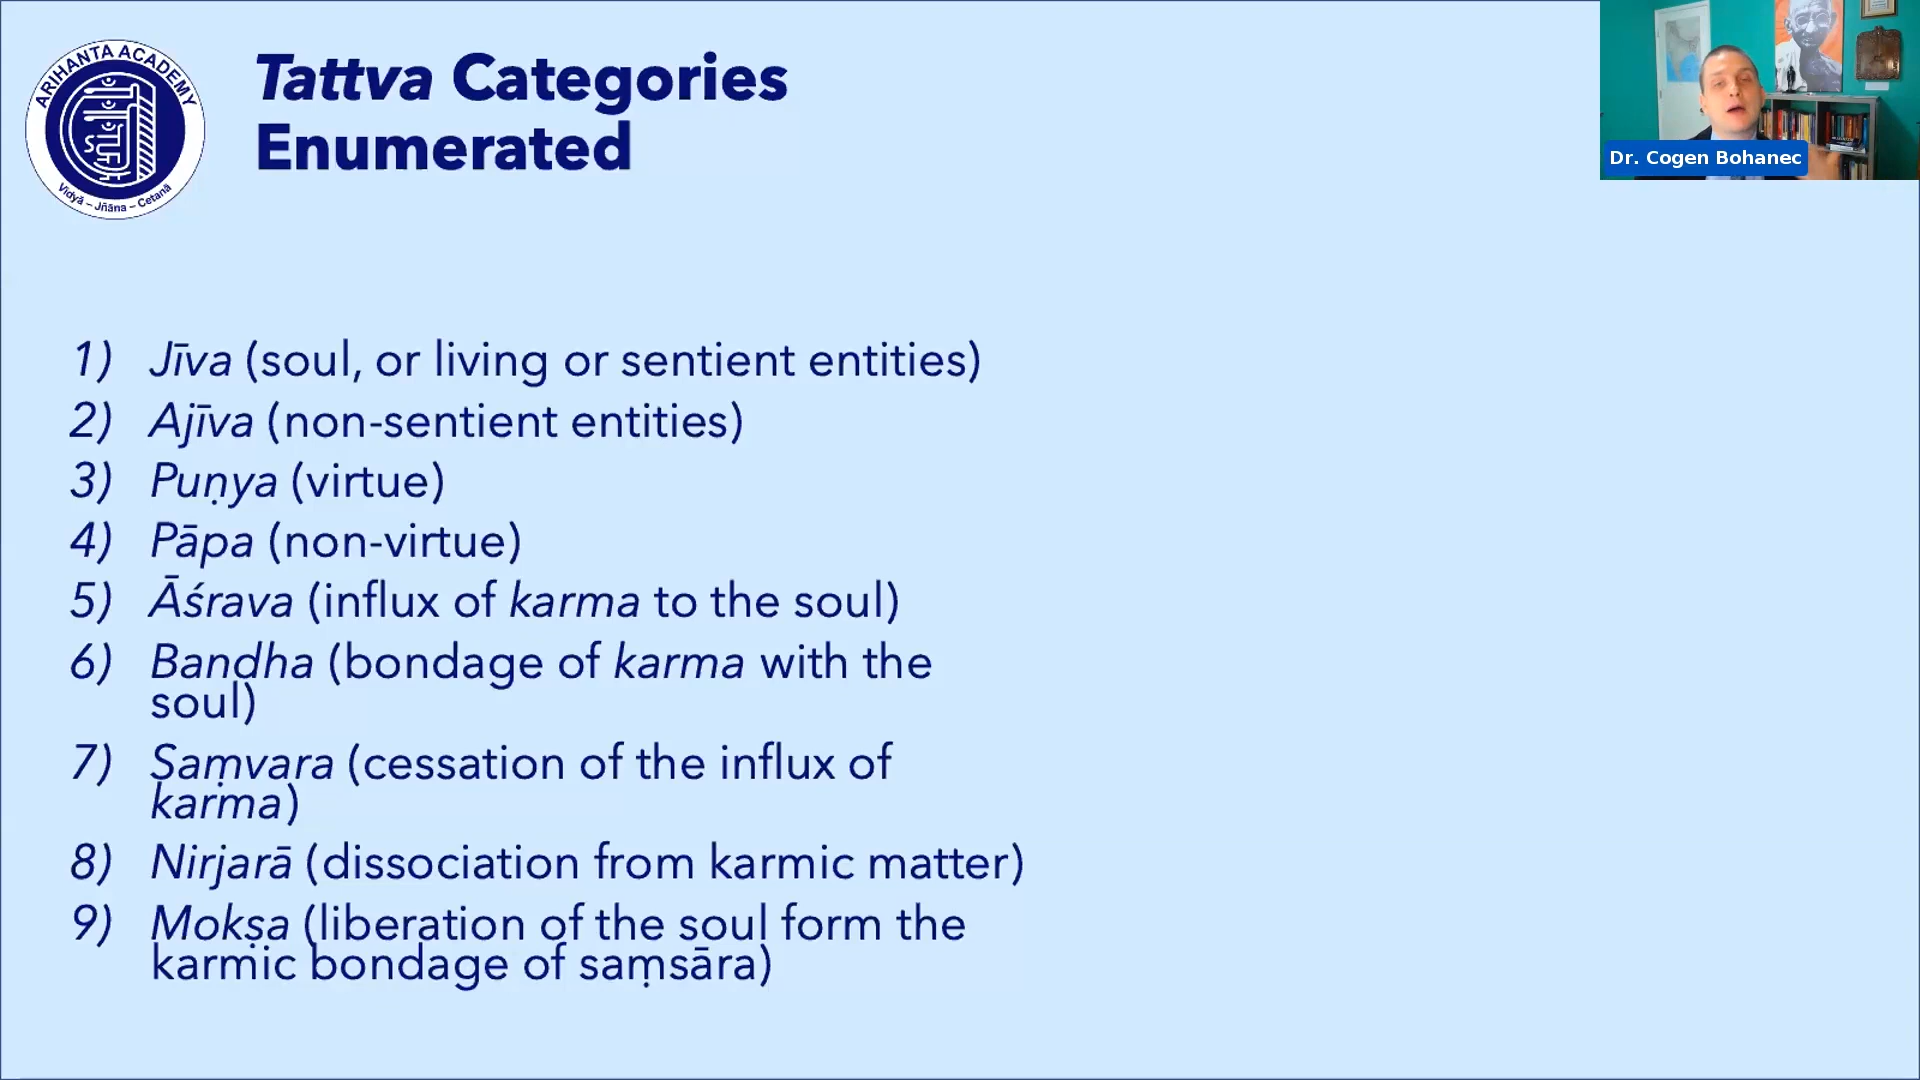 ARIHANTA ACADEMY
Vidyā – Jñāna – Cetanā
Tattva Categories
Enumerated
Dr. Cogen Bohanec
1) Jīva (soul, or living or sentient entities)
2) Ajīva (non-sentient entities)
3) Puṇya (virtue)
4) Pāpa (non-virtue)
5) Āśrava (influx of karma to the soul)
6) Bandha (bondage of karma with the
soul)
7) Saṃvara (cessation of the influx of
karma)
8) Nirjarā (dissociation from karmic matter)
9) Mokṣa (liberation of the soul form the
karmic bondage of saṃsāra)